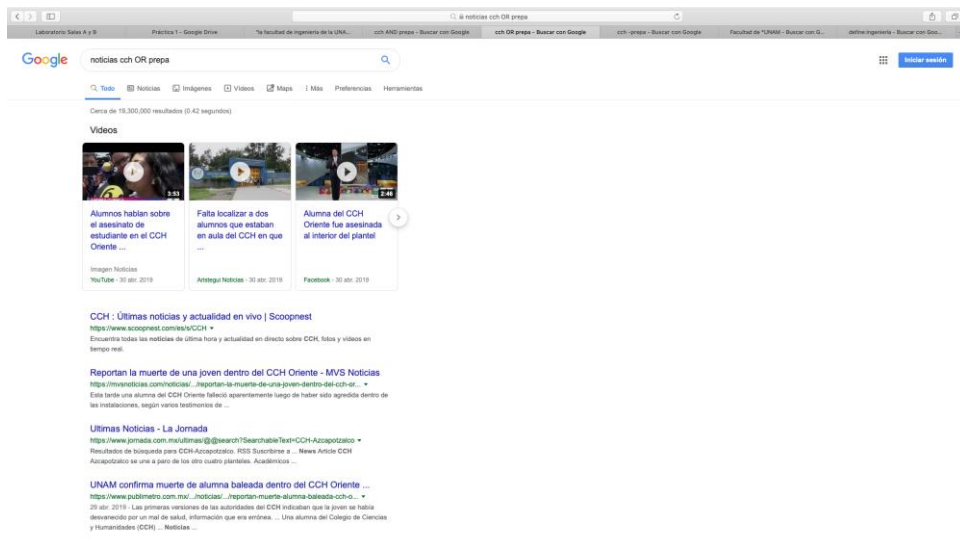 noticias cch OR prepa
Laboratorio Salas A y B
Práctica 1 - Google Drive
"la facultad de ingeniería de la UNA...
cch AND prepa - Buscar con Google
cch OR prepa - Buscar con Google
cch -prepa - Buscar con Google
Facultad de *UNAM - Buscar con G...
define:ingeniería - Buscar con Goo...
Google
noticias cch OR prepa
Iniciar sesión
Todo Noticias Imágenes Vídeos Maps Más Preferencias Herramientas
Cerca de 19,300,000 resultados (0.42 segundos)
Videos
3:53
2:46
Alumnos hablan sobre
el asesinato de
estudiante en el CCH
Oriente ...
Imagen Noticias
YouTube - 30 abr. 2019
Falta localizar a dos
alumnos que estaban
en aula del CCH en que
...
Aristegui Noticias - 30 abr. 2019
Alumna del CCH
Oriente fue asesinada
al interior del plantel
Facebook - 30 abr. 2019
CCH : Últimas noticias y actualidad en vivo | Scoopnest
https://www.scoopnest.com/es/s/CCH
Encuentra todas las noticias de última hora y actualidad en directo sobre CCH, fotos y vídeos en
tiempo real.
Reportan la muerte de una joven dentro del CCH Oriente - MVS Noticias
https://mvsnoticias.com/noticias/.../reportan-la-muerte-de-una-joven-dentro-del-cch-or...
Esta tarde una alumna del CCH Oriente falleció aparentemente luego de haber sido agredida dentro de
las instalaciones, según varios testimonios de ...
Ultimas Noticias - La Jornada
https://www.jornada.com.mx/ultimas/@@search?SearchableText=CCH-Azcapotzalco
Resultados de búsqueda para CCH-Azcapotzalco. RSS Suscribirse a ... News Article CCH
Azcapotzalco se une a paro de los otro cuatro planteles. Académicos ...
UNAM confirma muerte de alumna baleada dentro del CCH Oriente ...
https://www.publimetro.com.mx/.../noticias/.../reportan-muerte-alumna-baleada-cch-o...
29 abr. 2019 - Las primeras versiones de las autoridades del CCH indicaban que la joven se había
desvanecido por un mal de salud, información que era errónea. ... Una alumna del Colegio de Ciencias
y Humanidades (CCH) ... Noticias ...